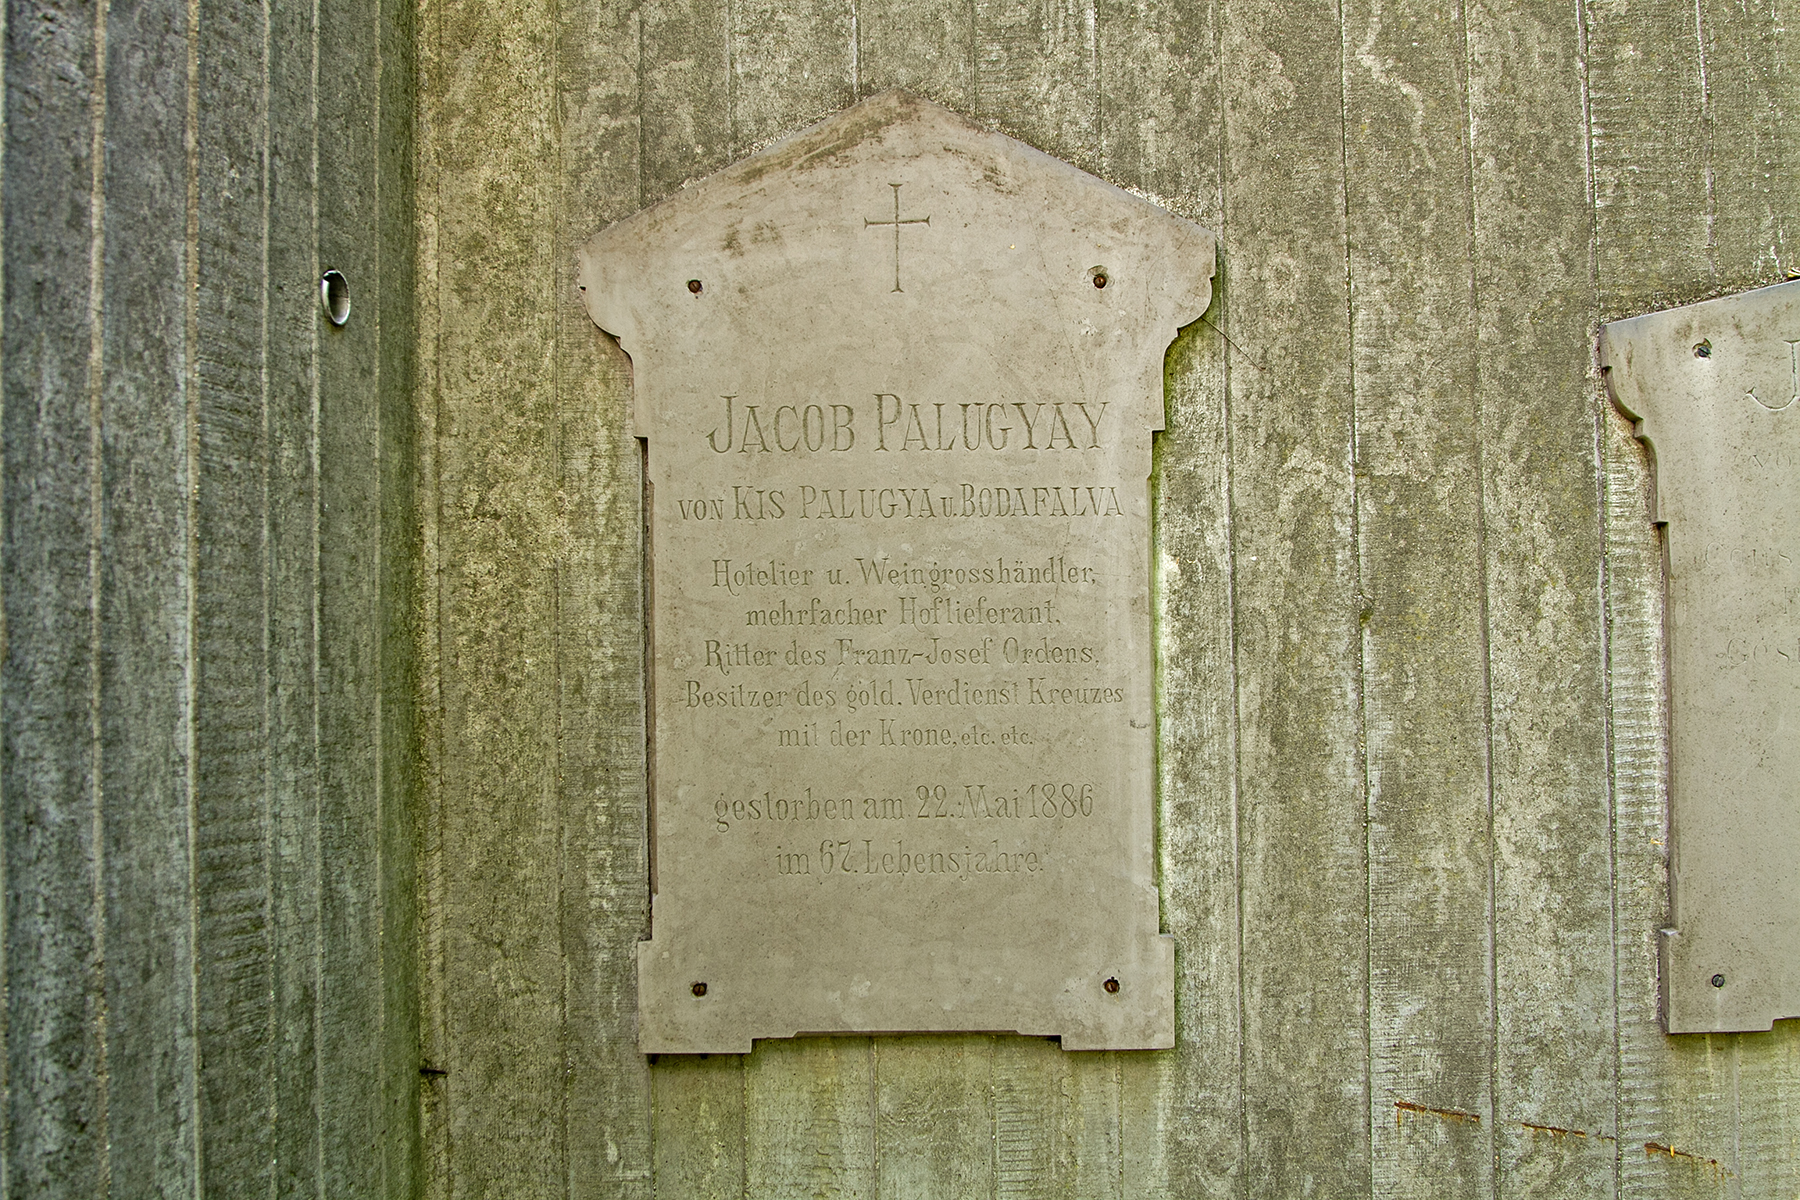 JACOB PALUGYAY
VON KIS PALUGYA u. BODAFALVA
Hotelier u. Weingrosshändler,
mehrfacher Hoflieferant,
Ritter des Franz-Josef Ordens,
Besitzer des gold. Verdienst Kreuzes
mit der Krone, etc. etc.
gestorben am 22. Mai 1886
im 67. Lebensjahre.